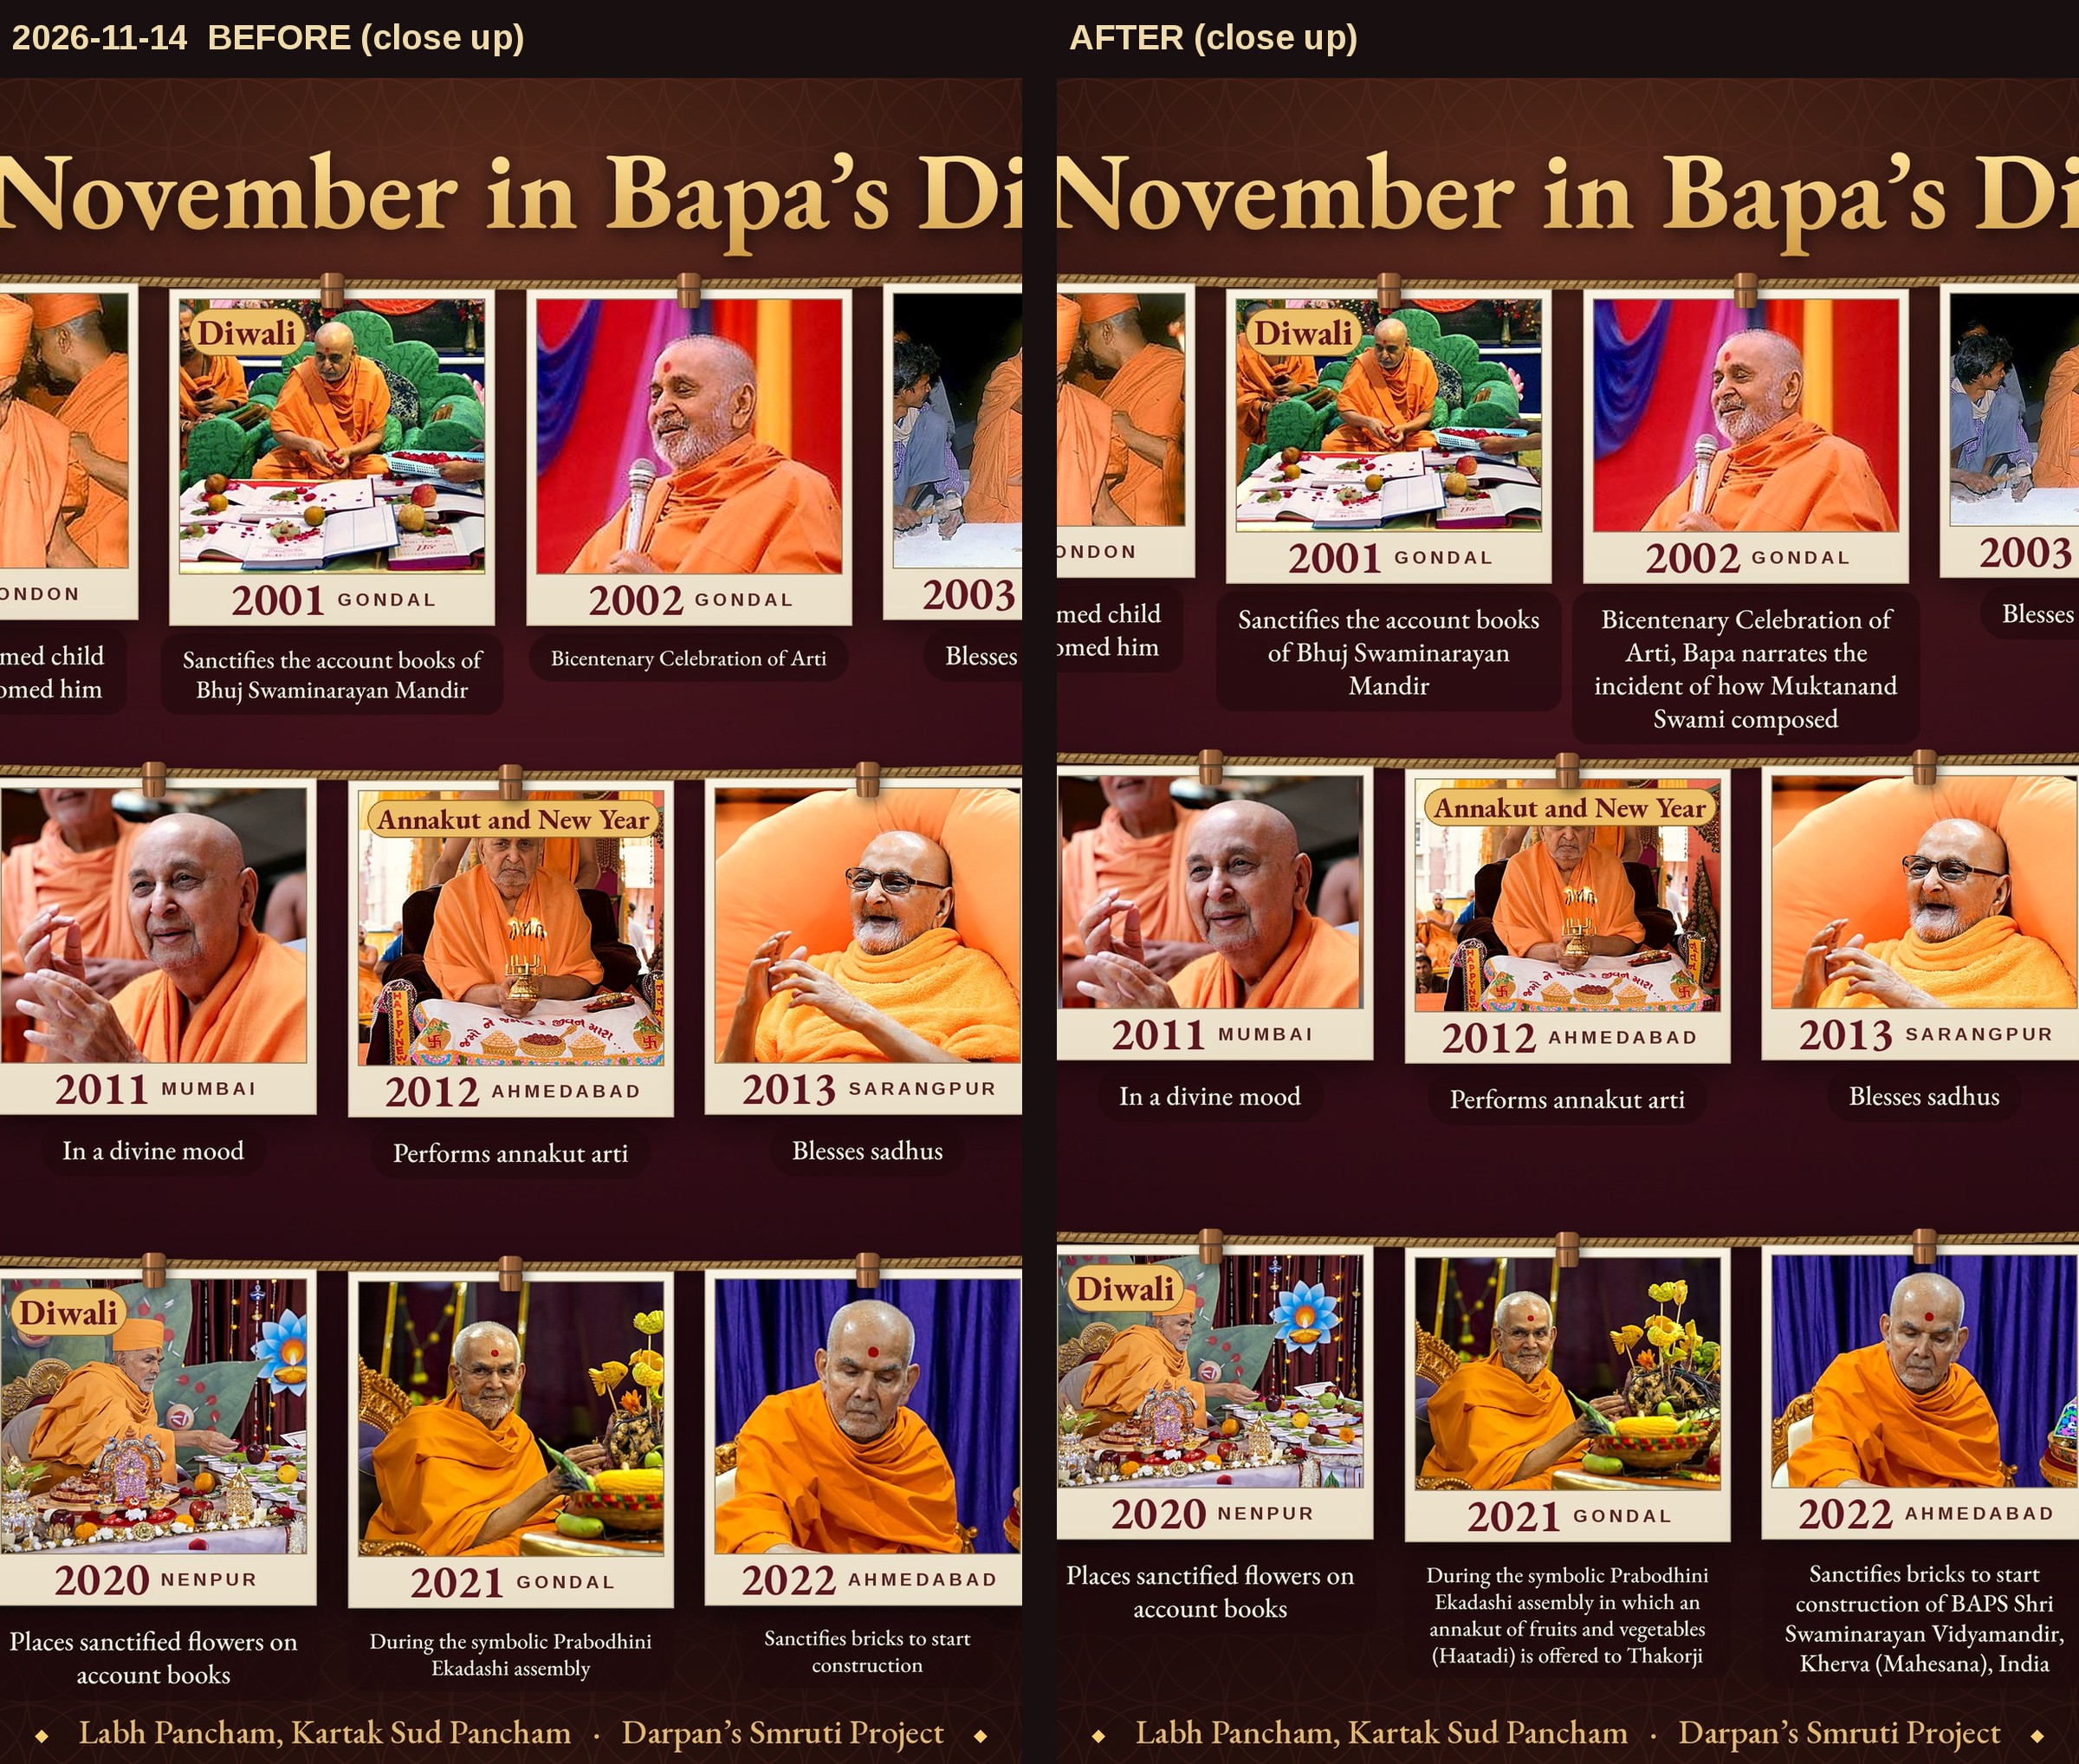 2026-11-14 BEFORE (close up)
November in Bapa’s Di
Diwali
ONDON
2001 GONDAL
2002 GONDAL
2003
med child
omed him
Sanctifies the account books of
Bhuj Swaminarayan Mandir
Bicentenary Celebration of Arti
Blesses
Annakut and New Year
HAPPY NEW
2011 MUMBAI
2012 AHMEDABAD
2013 SARANGPUR
In a divine mood
Performs annakut arti
Blesses sadhus
Diwali
2020 NENPUR
2021 GONDAL
2022 AHMEDABAD
Places sanctified flowers on
account books
During the symbolic Prabodhini
Ekadashi assembly
Sanctifies bricks to start
construction
Labh Pancham, Kartak Sud Pancham · Darpan’s Smruti Project
AFTER (close up)
November in Bapa’s Di
Diwali
ONDON
2001 GONDAL
2002 GONDAL
2003
med child
omed him
Sanctifies the account books
of Bhuj Swaminarayan
Mandir
Bicentenary Celebration of
Arti, Bapa narrates the
incident of how Muktanand
Swami composed
Blesses
Annakut and New Year
HAPPY NEW
2011 MUMBAI
2012 AHMEDABAD
2013 SARANGPUR
In a divine mood
Performs annakut arti
Blesses sadhus
Diwali
2020 NENPUR
2021 GONDAL
2022 AHMEDABAD
Places sanctified flowers on
account books
During the symbolic Prabodhini
Ekadashi assembly in which an
annakut of fruits and vegetables
(Haatadi) is offered to Thakorji
Sanctifies bricks to start
construction of BAPS Shri
Swaminarayan Vidyamandir,
Kherva (Mahesana), India
Labh Pancham, Kartak Sud Pancham · Darpan’s Smruti Project